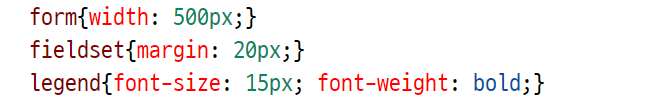 form{width: 500px;}
fieldset{margin: 20px;}
legend{font-size: 15px; font-weight: bold;}